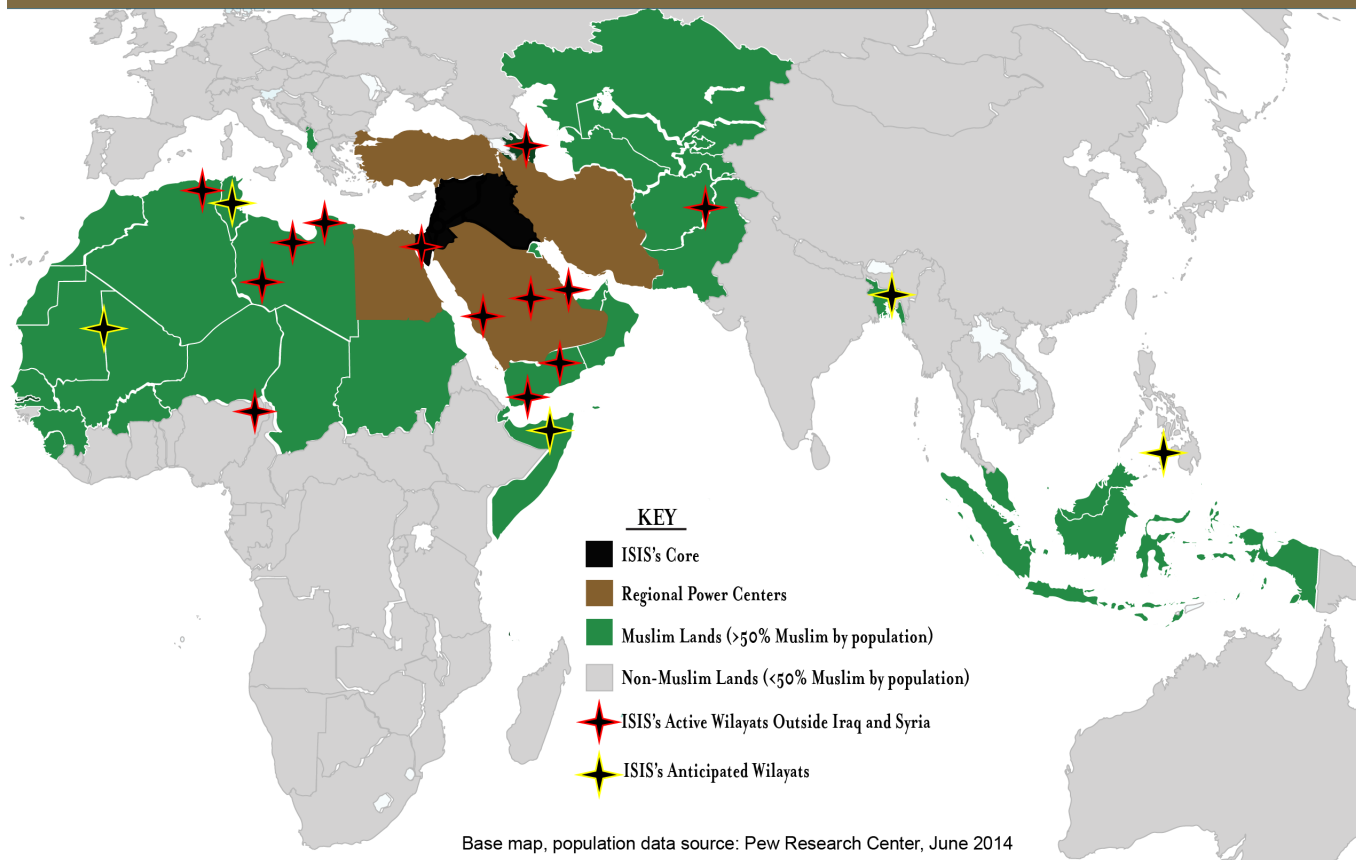 KEY
ISIS's Core
Regional Power Centers
Muslim Lands (>50% Muslim by population)
Non-Muslim Lands (<50% Muslim by population)
ISIS's Active Wilayats Outside Iraq and Syria
ISIS's Anticipated Wilayats
Base map, population data source: Pew Research Center, June 2014